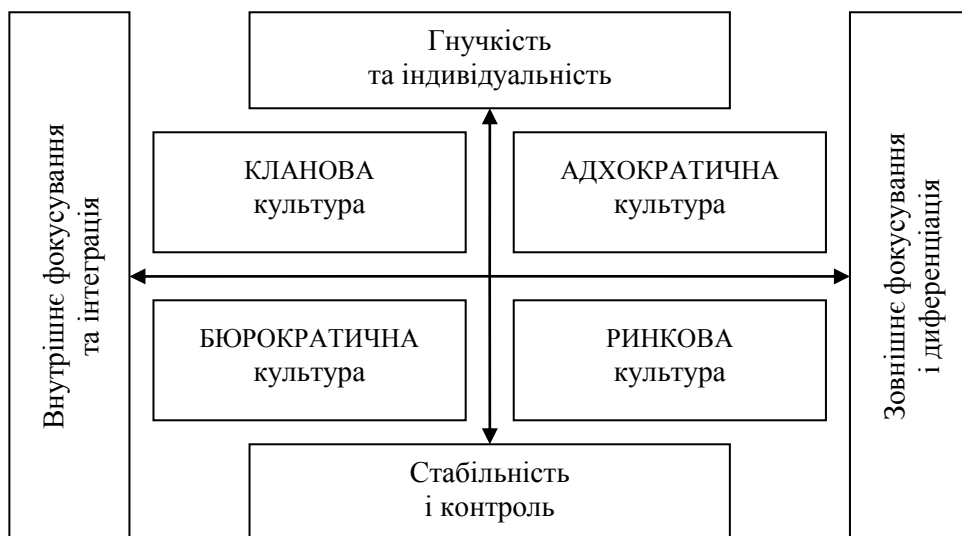 Гнучкість
та індивідуальність
Внутрішнє фокусування
та інтеграція
КЛАНОВА
культура
АДХОКРАТИЧНА
культура
БЮРОКРАТИЧНА
культура
РИНКОВА
культура
Зовнішнє фокусування
і диференціація
Стабільність
і контроль